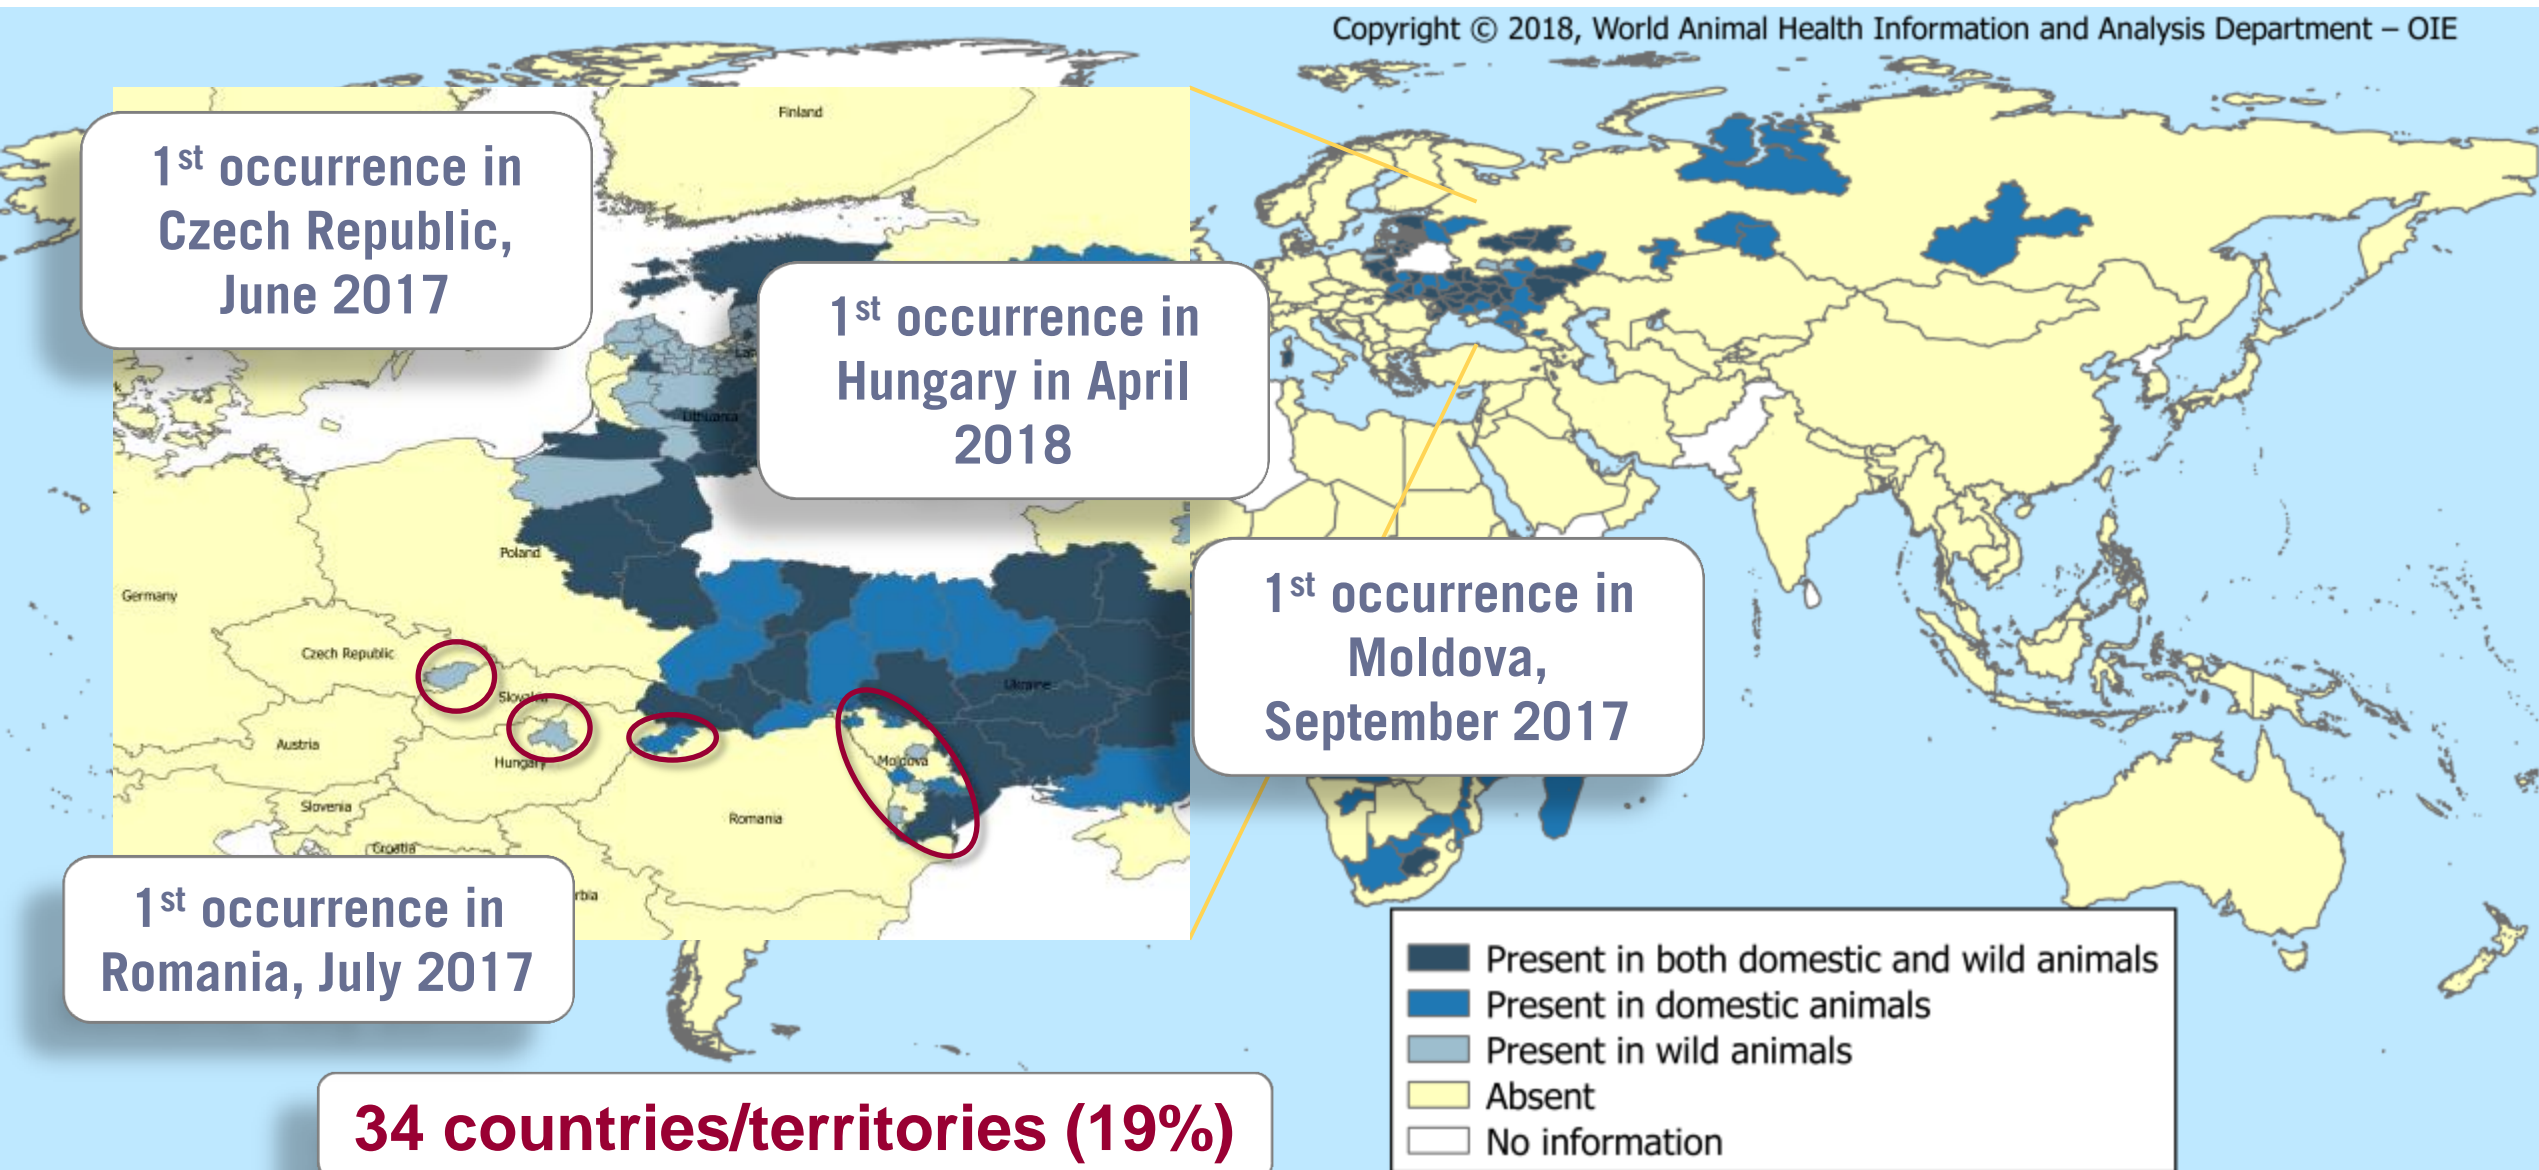 Copyright © 2018, World Animal Health Information and Analysis Department – OIE
Finland
1st occurrence in
Czech Republic,
June 2017
1st occurrence in
Hungary in April
2018
Lithuania
Poland
Germany
1st occurrence in
Moldova,
September 2017
Czech Republic
Slovakia
Ukraine
Austria
Hungary
Moldova
Slovenia
Romania
Croatia
rbia
1st occurrence in
Romania, July 2017
Present in both domestic and wild animals
Present in domestic animals
Present in wild animals
Absent
No information
34 countries/territories (19%)